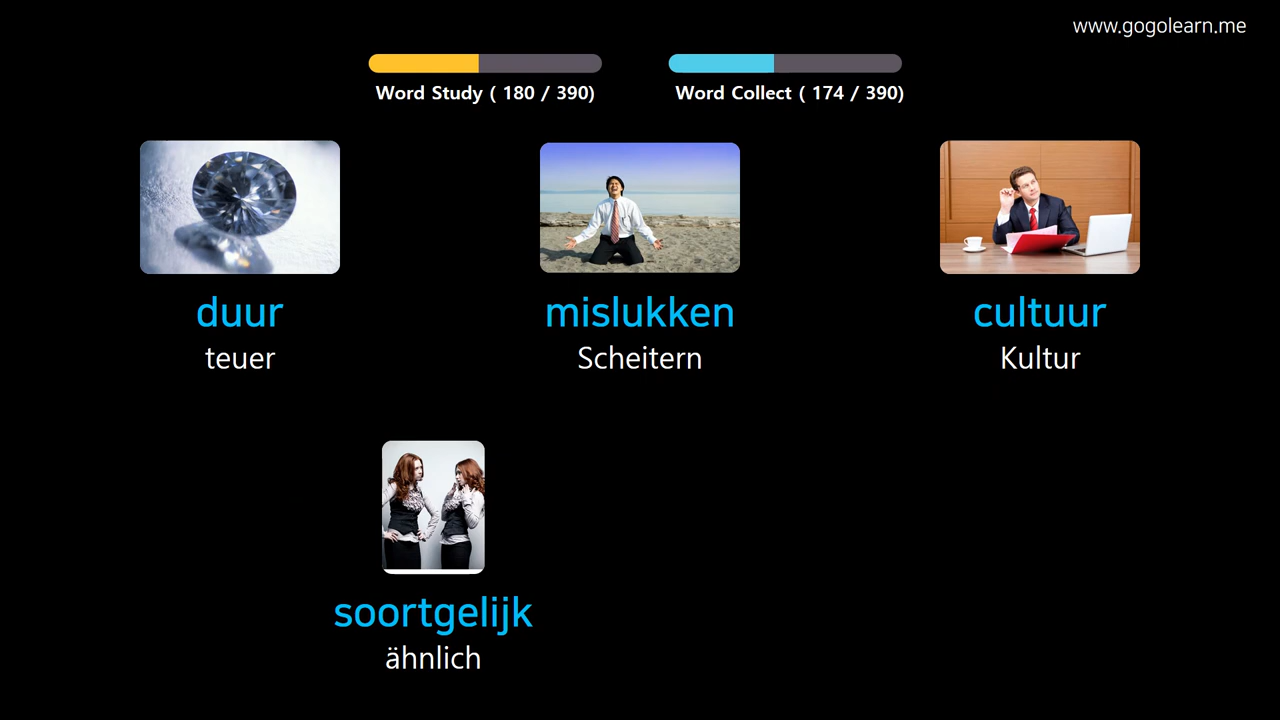 www.gogolearn.me
Word Study ( 180 / 390)
Word Collect ( 174 / 390)
duur
teuer
mislukken
Scheitern
cultuur
Kultur
soortgelijk
ähnlich